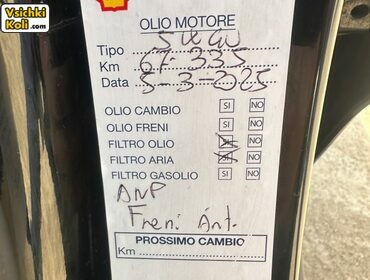 Vsichki
Koli.com
OLIO MOTORE
Tipo 5W40
Km 67.335
Data 5-3-2025
OLIO CAMBIO SI NO
OLIO FRENI SI NO
FILTRO OLIO SI NO
FILTRO ARIA SI NO
FILTRO GASOLIO SI NO
ANP
Freni Ant.
PROSSIMO CAMBIO
Km